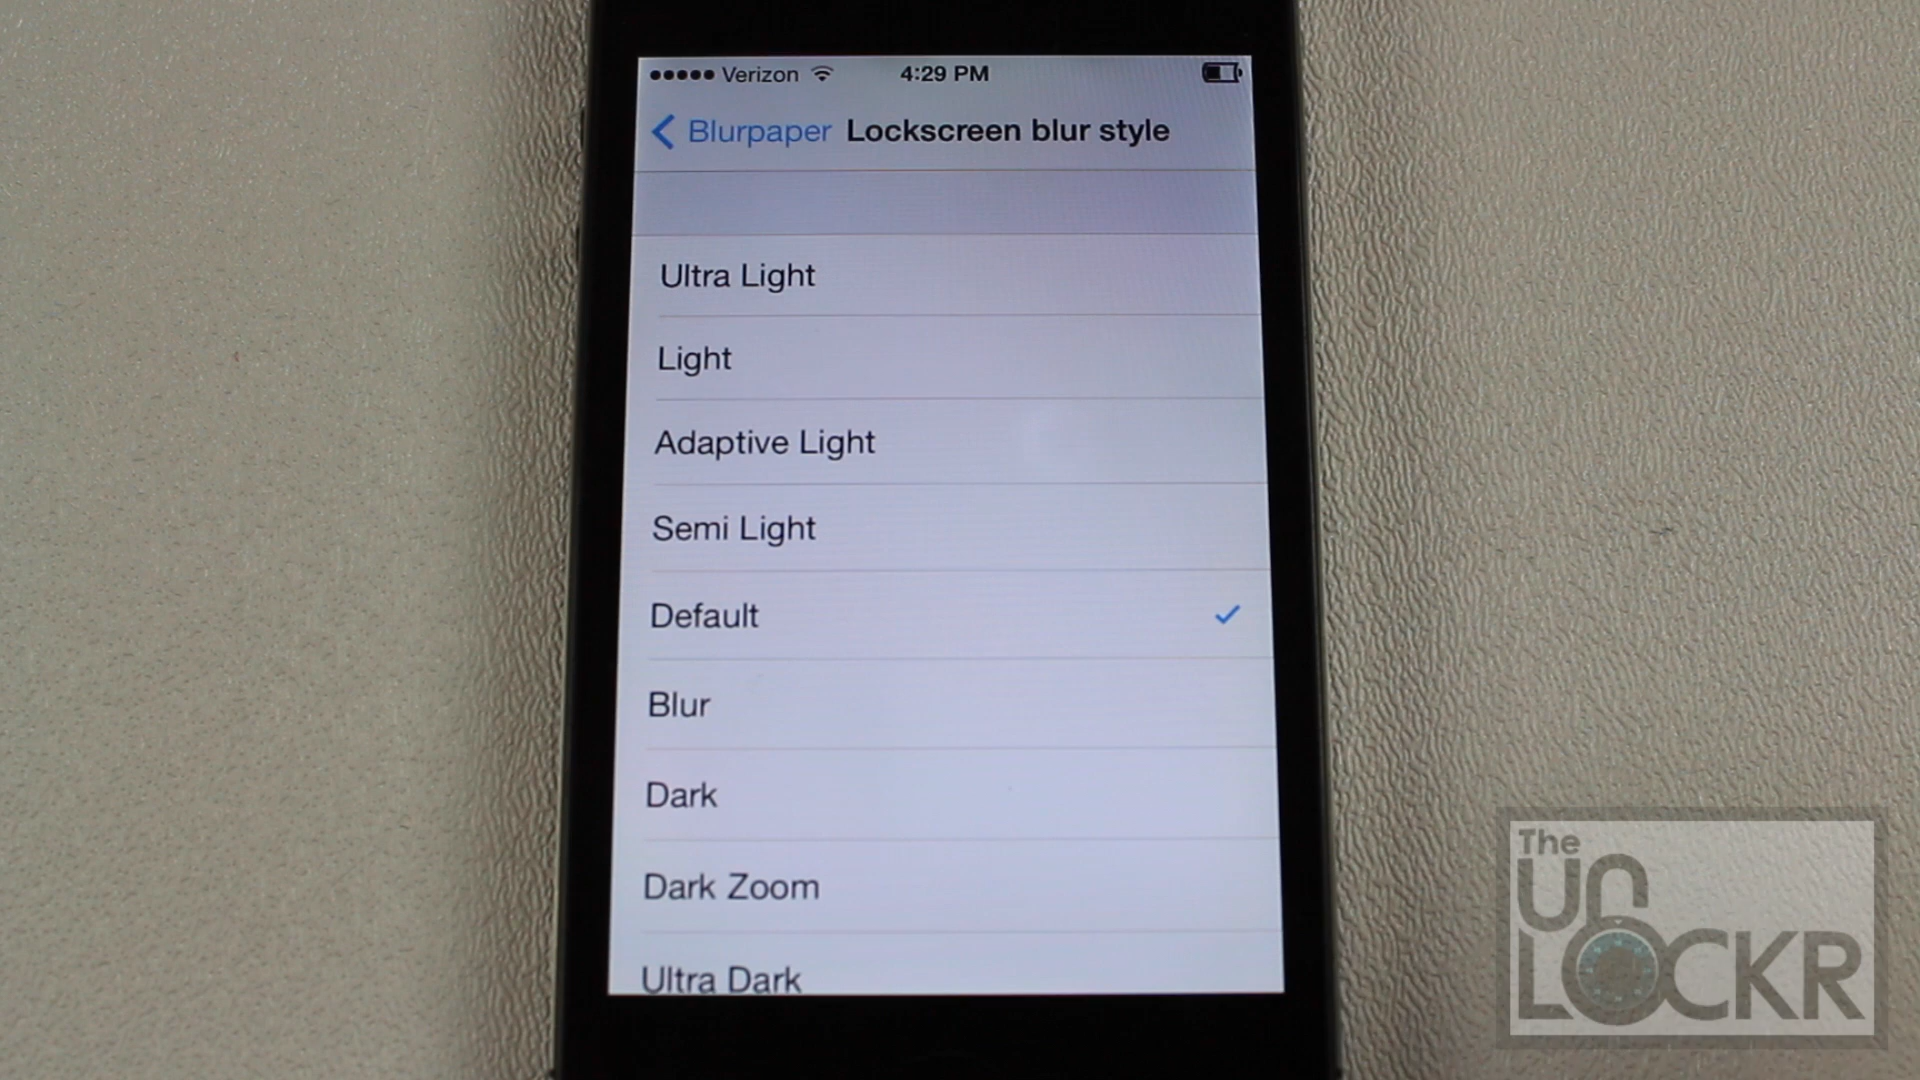 Verizon 4:29 PM
Blurpaper Lockscreen blur style
Ultra Light
Light
Adaptive Light
Semi Light
Default
Blur
Dark
Dark Zoom
Ultra Dark
The
UN
LOCKR